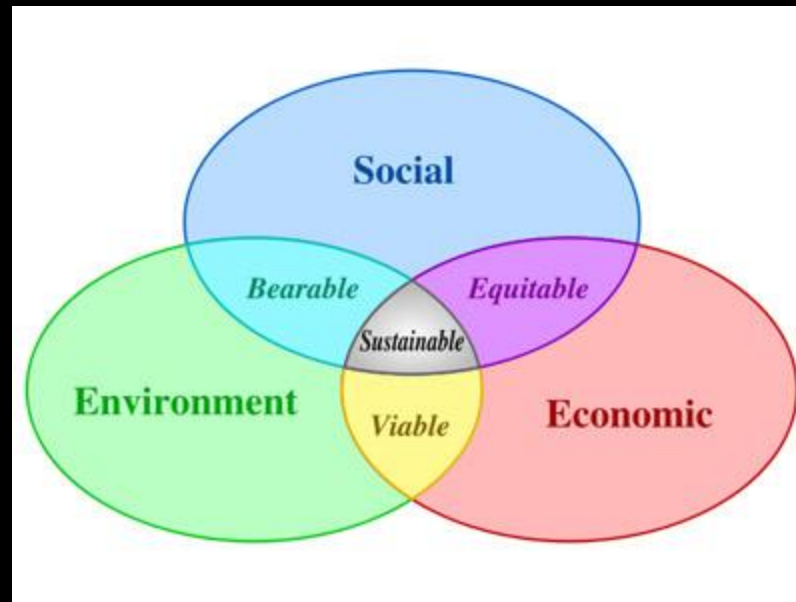 Social
Bearable
Equitable
Sustainable
Environment
Viable
Economic